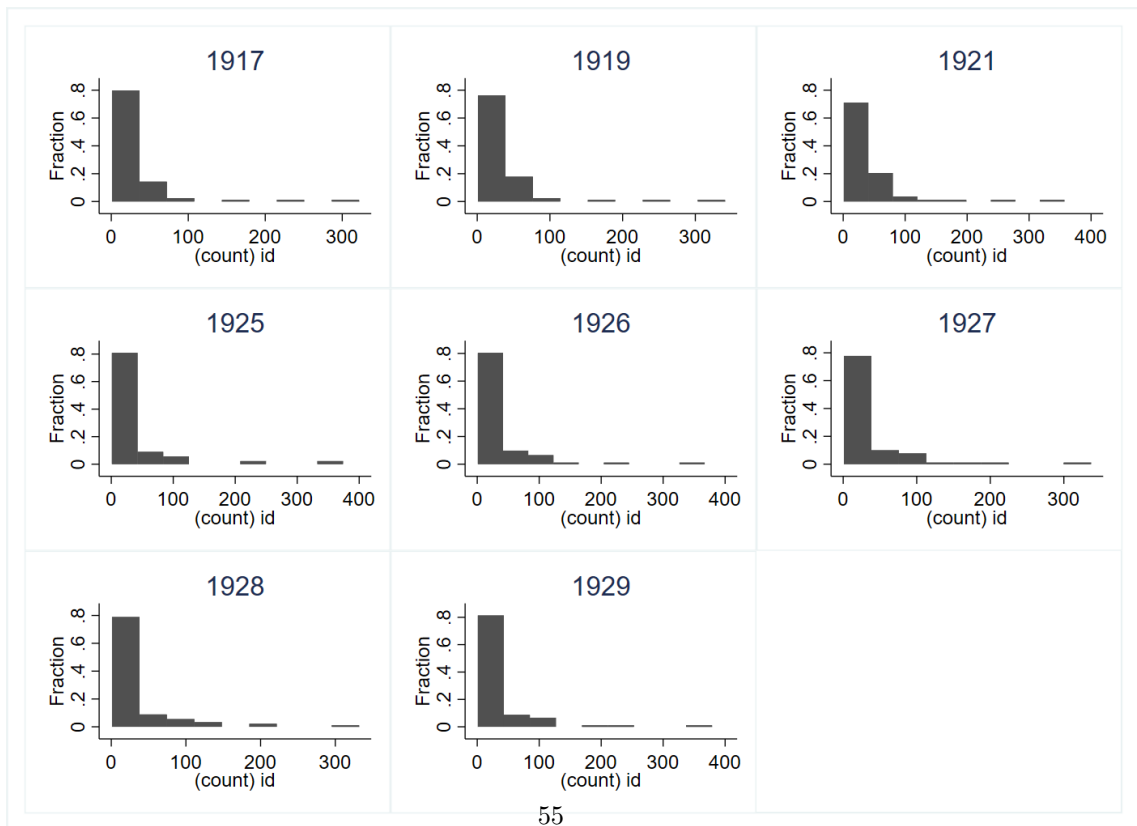 1917
Fraction
0 .2 .4 .6 .8
0 100 200 300
(count) id
1919
Fraction
0 .2 .4 .6 .8
0 100 200 300
(count) id
1921
Fraction
0 .2 .4 .6 .8
0 100 200 300 400
(count) id
1925
Fraction
0 .2 .4 .6 .8
0 100 200 300 400
(count) id
1926
Fraction
0 .2 .4 .6 .8
0 100 200 300 400
(count) id
1927
Fraction
0 .2 .4 .6 .8
0 100 200 300
(count) id
1928
Fraction
0 .2 .4 .6 .8
0 100 200 300
(count) id
1929
Fraction
0 .2 .4 .6 .8
0 100 200 300 400
(count) id
55